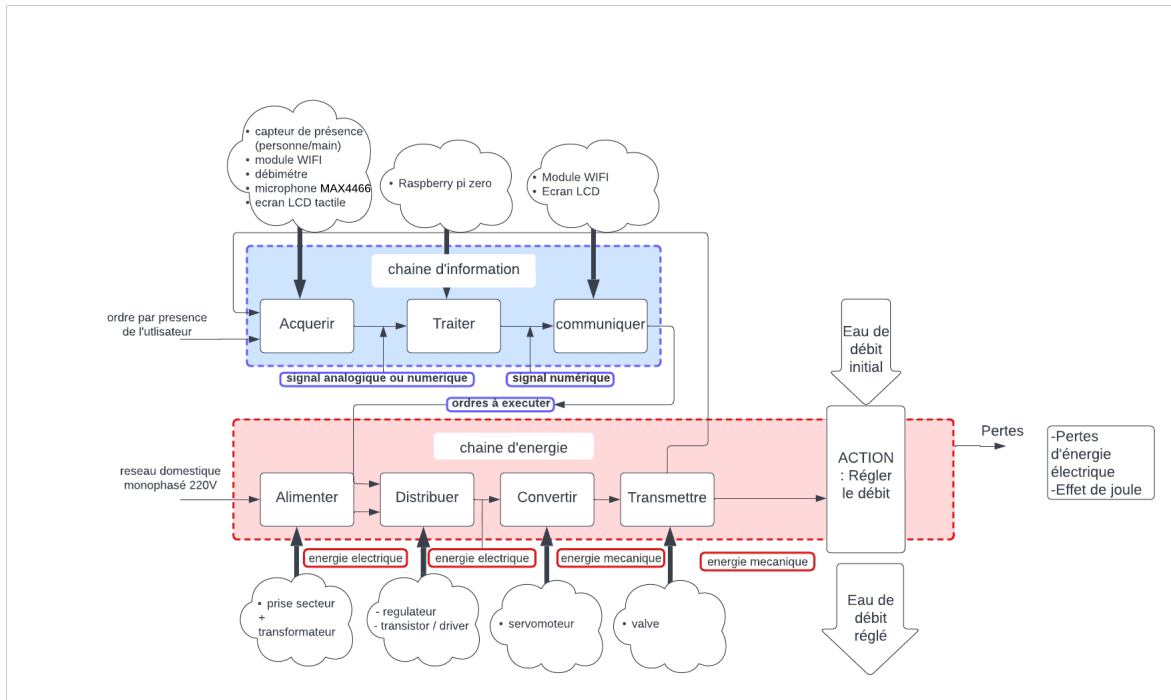 • capteur de présence
(personne/main)
• module WIFI
• débimétre
• microphone MAX4466
• ecran LCD tactile
• Raspberry pi zero
• Module WIFI
• Ecran LCD
chaine d'information
ordre par presence
de l'utlisateur
Acquerir
Traiter
communiquer
signal analogique ou numerique
signal numérique
ordres à executer
Eau de
débit
initial
chaine d'energie
reseau domestique
monophasé 220V
Alimenter
Distribuer
Convertir
Transmettre
ACTION
: Régler
le débit
Pertes
-Pertes
d'énergie
électrique
-Effet de joule
energie electrique
energie electrique
energie mecanique
energie mecanique
• prise secteur
+
transformateur
- regulateur
- transistor / driver
• servomoteur
• valve
Eau de
débit
réglé